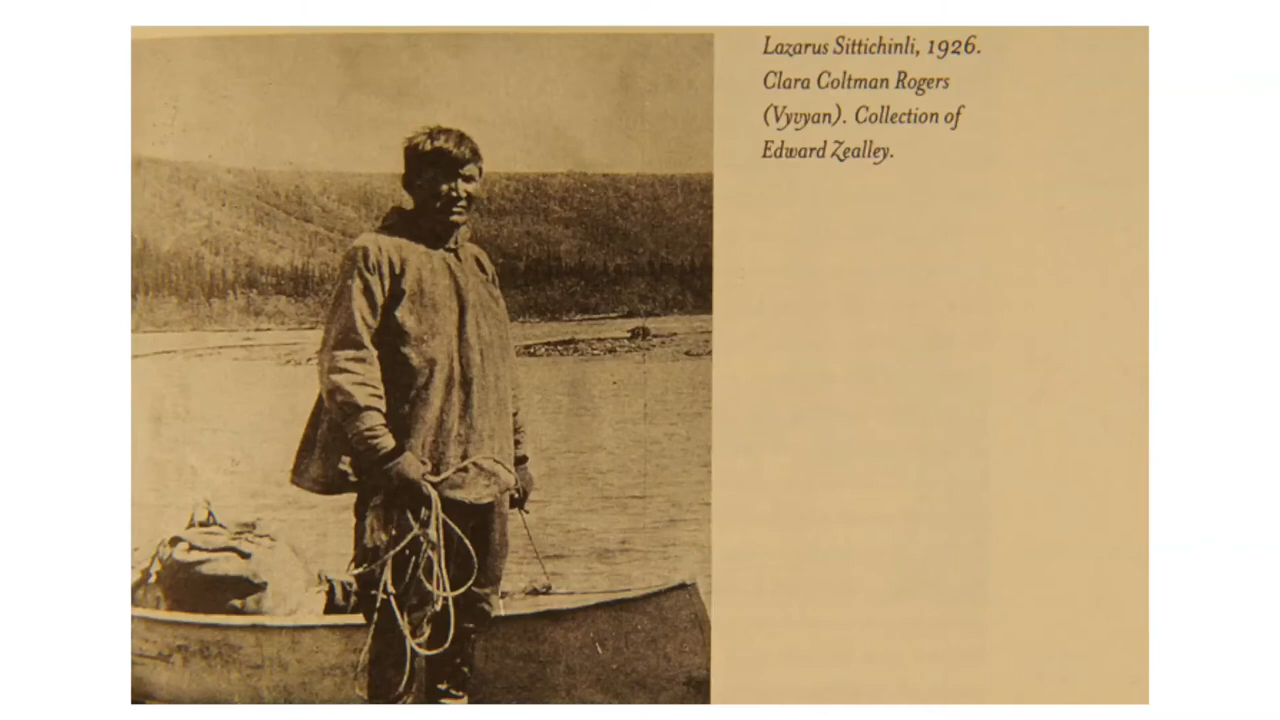 Lazarus Sittichinli, 1926.
Clara Coltman Rogers
(Vyvyan). Collection of
Edward Zealley.